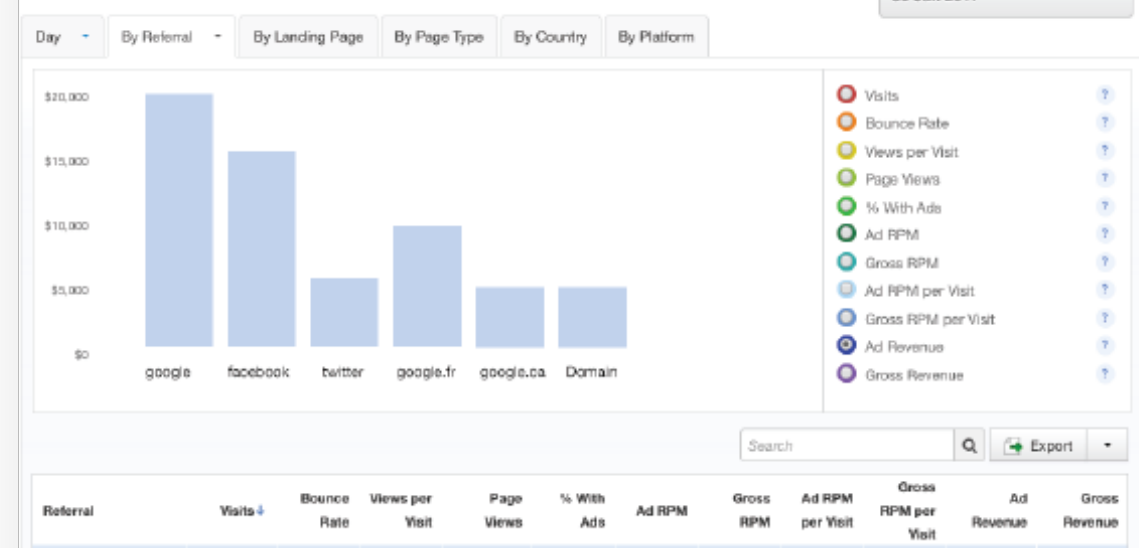 Day
By Referral
By Landing Page
By Page Type
By Country
By Platform
$20,000
$15,000
$10,000
$5,000
$0
google facebook twitter google.fr google.ca Domain
Visits ?
Bounce Rate ?
Views per Visit ?
Page Views ?
% With Ads ?
Ad RPM ?
Gross RPM ?
Ad RPM per Visit ?
Gross RPM per Visit ?
Ad Revenue ?
Gross Revenue ?
Search
Export
Referral
Visits
Bounce
Rate
Views per
Visit
Page
Views
% With
Ads
Ad RPM
Gross
RPM
Ad RPM
per Visit
Gross
RPM per
Visit
Ad
Revenue
Gross
Revenue